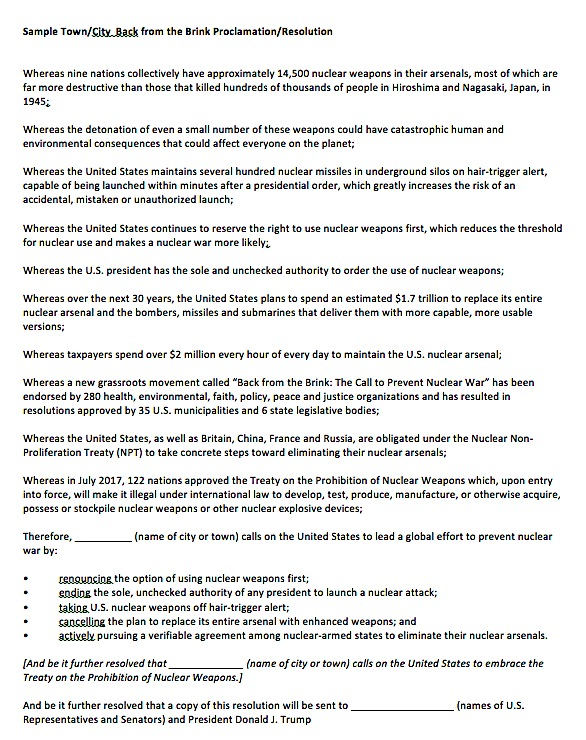 Sample Town/City Back from the Brink Proclamation/Resolution
Whereas nine nations collectively have approximately 14,500 nuclear weapons in their arsenals, most of which are
far more destructive than those that killed hundreds of thousands of people in Hiroshima and Nagasaki, Japan, in
1945;
Whereas the detonation of even a small number of these weapons could have catastrophic human and
environmental consequences that could affect everyone on the planet;
Whereas the United States maintains several hundred nuclear missiles in underground silos on hair-trigger alert,
capable of being launched within minutes after a presidential order, which greatly increases the risk of an
accidental, mistaken or unauthorized launch;
Whereas the United States continues to reserve the right to use nuclear weapons first, which reduces the threshold
for nuclear use and makes a nuclear war more likely;
Whereas the U.S. president has the sole and unchecked authority to order the use of nuclear weapons;
Whereas over the next 30 years, the United States plans to spend an estimated $1.7 trillion to replace its entire
nuclear arsenal and the bombers, missiles and submarines that deliver them with more capable, more usable
versions;
Whereas taxpayers spend over $2 million every hour of every day to maintain the U.S. nuclear arsenal;
Whereas a new grassroots movement called “Back from the Brink: The Call to Prevent Nuclear War” has been
endorsed by 280 health, environmental, faith, policy, peace and justice organizations and has resulted in
resolutions approved by 35 U.S. municipalities and 6 state legislative bodies;
Whereas the United States, as well as Britain, China, France and Russia, are obligated under the Nuclear Non-
Proliferation Treaty (NPT) to take concrete steps toward eliminating their nuclear arsenals;
Whereas in July 2017, 122 nations approved the Treaty on the Prohibition of Nuclear Weapons which, upon entry
into force, will make it illegal under international law to develop, test, produce, manufacture, or otherwise acquire,
possess or stockpile nuclear weapons or other nuclear explosive devices;
Therefore, __________ (name of city or town) calls on the United States to lead a global effort to prevent nuclear
war by:
• renouncing the option of using nuclear weapons first;
• ending the sole, unchecked authority of any president to launch a nuclear attack;
• taking U.S. nuclear weapons off hair-trigger alert;
• cancelling the plan to replace its entire arsenal with enhanced weapons; and
• actively pursuing a verifiable agreement among nuclear-armed states to eliminate their nuclear arsenals.
[And be it further resolved that _____________ (name of city or town) calls on the United States to embrace the
Treaty on the Prohibition of Nuclear Weapons.]
And be it further resolved that a copy of this resolution will be sent to __________________ (names of U.S.
Representatives and Senators) and President Donald J. Trump